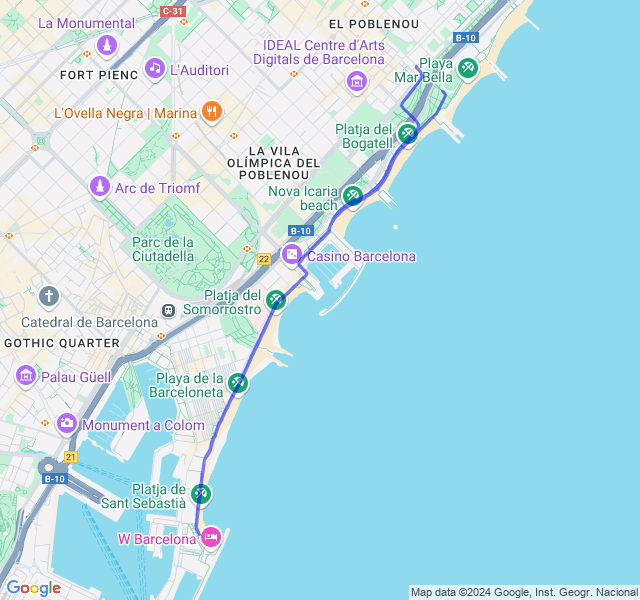 C-31
La Monumental
EL POBLENOU
B-10
IDEAL Centre d'Arts
Digitals de Barcelona
Playa
Mar Bella
FORT PIENC
L'Auditori
L'Ovella Negra | Marina
Platja del
Bogatell
LA VILA
OLÍMPICA DEL
POBLENOU
Arc de Triomf
Nova Icaria
beach
B-10
Parc de la
Ciutadella
22
Casino Barcelona
Platja del
Somorrostro
Catedral de Barcelona
GOTHIC QUARTER
Palau Güell
Playa de la
Barceloneta
Monument a Colom
21
B-10
Platja de
Sant Sebastià
W Barcelona
Google
Map data ©2024 Google, Inst. Geogr. Nacional